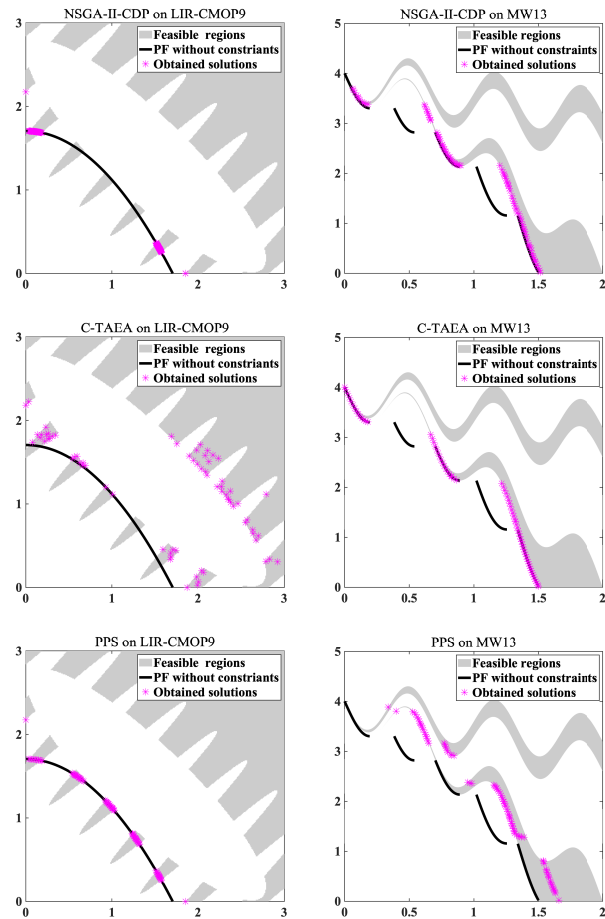 NSGA-II-CDP on LIR-CMOP9
Feasible regions
PF without constriants
Obtained solutions
3
2
1
0
0
1
2
3
NSGA-II-CDP on MW13
Feasible regions
PF without constraints
Obtained solutions
5
4
3
2
1
0
0
0.5
1
1.5
2
C-TAEA on LIR-CMOP9
Feasible regions
PF without constriants
Obtained solutions
3
2
1
0
0
1
2
3
C-TAEA on MW13
Feasible regions
PF without constraints
Obtained solutions
5
4
3
2
1
0
0
0.5
1
1.5
2
PPS on LIR-CMOP9
Feasible regions
PF without constriants
Obtained solutions
3
2
1
0
0
1
2
3
PPS on MW13
Feasible regions
PF without constraints
Obtained solutions
5
4
3
2
1
0
0
0.5
1
1.5
2